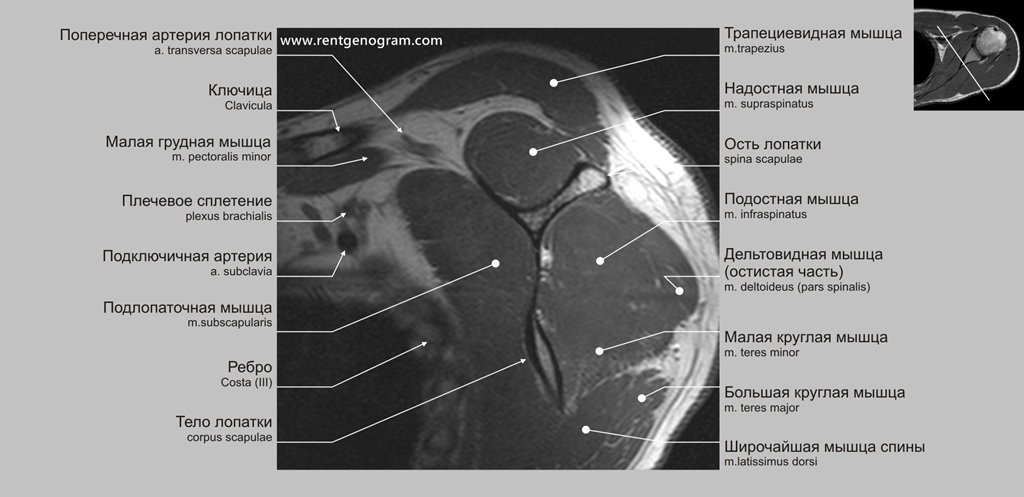 www.rentgenogram.com
Поперечная артерия лопатки
a. transversa scapulae
Ключица
Clavicula
Малая грудная мышца
m. pectoralis minor
Плечевое сплетение
plexus brachialis
Подключичная артерия
a. subclavia
Подлопаточная мышца
m.subscapularis
Ребро
Costa (III)
Тело лопатки
corpus scapulae
Трапециевидная мышца
m.trapezius
Надостная мышца
m. supraspinatus
Ость лопатки
spina scapulae
Подостная мышца
m. infraspinatus
Дельтовидная мышца
(остистая часть)
m. deltoideus (pars spinalis)
Малая круглая мышца
m. teres minor
Большая круглая мышца
m. teres major
Широчайшая мышца спины
m.latissimus dorsi